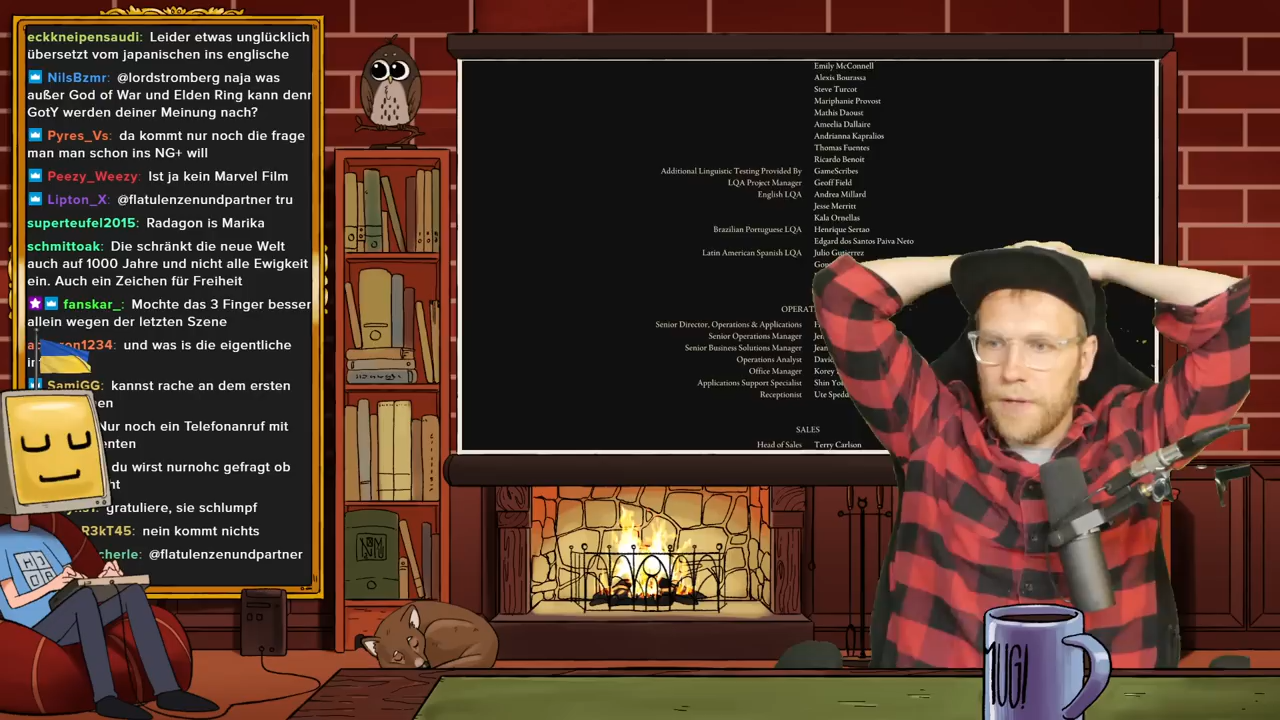 eckkneipensaudi: Leider etwas unglücklich
übersetzt vom japanischen ins englische
NilsBzmr: @lordstromberg naja was
außer God of War und Elden Ring kann denn
GotY werden deiner Meinung nach?
Pyres_Vs: da kommt nur noch die frage
man man schon ins NG+ will
Peezy_Weezy: Ist ja kein Marvel Film
Lipton_X: @flatulenzenundpartner tru
superteufel2015: Radagon is Marika
schmittoak: Die schränkt die neue Welt
auch auf 1000 Jahre und nicht alle Ewigkeit
ein. Auch ein Zeichen für Freiheit
fanskar_: Mochte das 3 Finger besser
allein wegen der letzten Szene
und was is die eigentliche
SamiGG: kannst rache an dem ersten
Nur noch ein Telefonanruf mit
du wirst nurnohc gefragt ob
gratuliere, sie schlumpf
R3kT45: nein kommt nichts
cherle: @flatulenzenundpartner
Emily McConnell
Alexis Bourassa
Steve Turcot
Mariphanie Provost
Mathis Daoust
Ameelia Dallaire
Andrianna Kapralios
Thomas Fuentes
Ricardo Benoit
Additional Linguistic Testing Provided By GameScribes
LQA Project Manager Geoff Field
English LQA Andrea Millard
Jesse Merritt
Kala Ornellas
Brazilian Portuguese LQA Henrique Sertao
Edgard dos Santos Paiva Neto
Latin American Spanish LQA Julio Gutierrez
OPERAT
Senior Director, Operations & Applications
Senior Operations Manager
Senior Business Solutions Manager
Operations Analyst
Office Manager Korey
Applications Support Specialist Shin
Receptionist Ute
SALES
Head of Sales Terry Carlson
MUG!